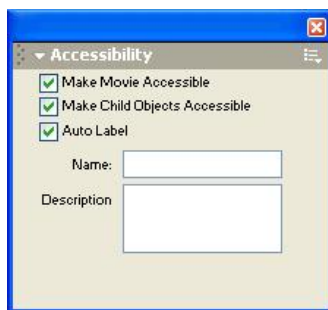 Accessibility
Make Movie Accessible
Make Child Objects Accessible
Auto Label
Name:
Description